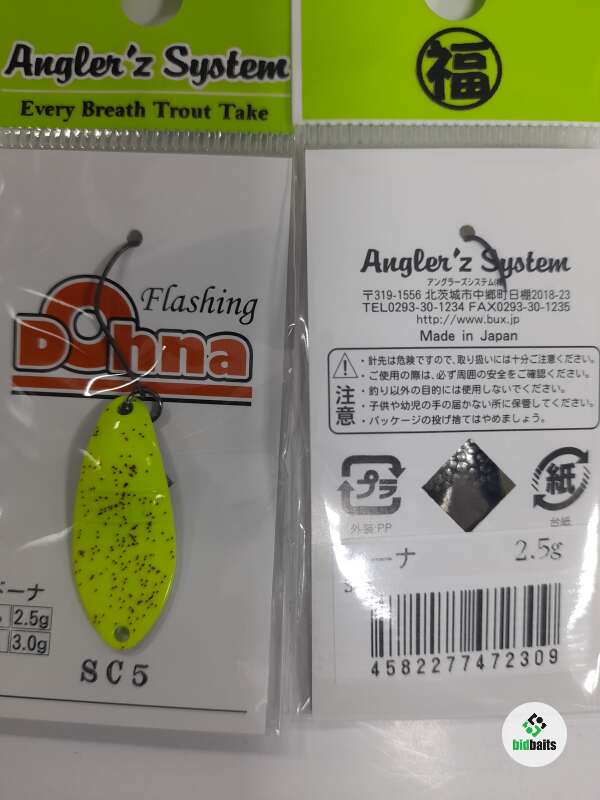 Angler'z System
Every Breath Trout Take
Flashing
Dohna
ドーナ
2.5g
3.0g
SC5
福
Angler'z System
アングラーズシステム㈱
〒319-1556 北茨城市中郷町日棚2018-23
TEL0293-30-1234 FAX0293-30-1235
http://www.bux.jp
Made in Japan
注意
・針先は危険ですので、取り扱いには十分ご注意ください。
・ご使用の際は、必ず周囲の安全をご確認ください。
・釣り以外の目的には使用しないでください。
・子供や幼児の手の届かない所に保管してください。
・パッケージの投げ捨てはやめましょう。
プラ
外装:PP
紙
台紙
ーナ 2.5g
4582277472309
bidbaits